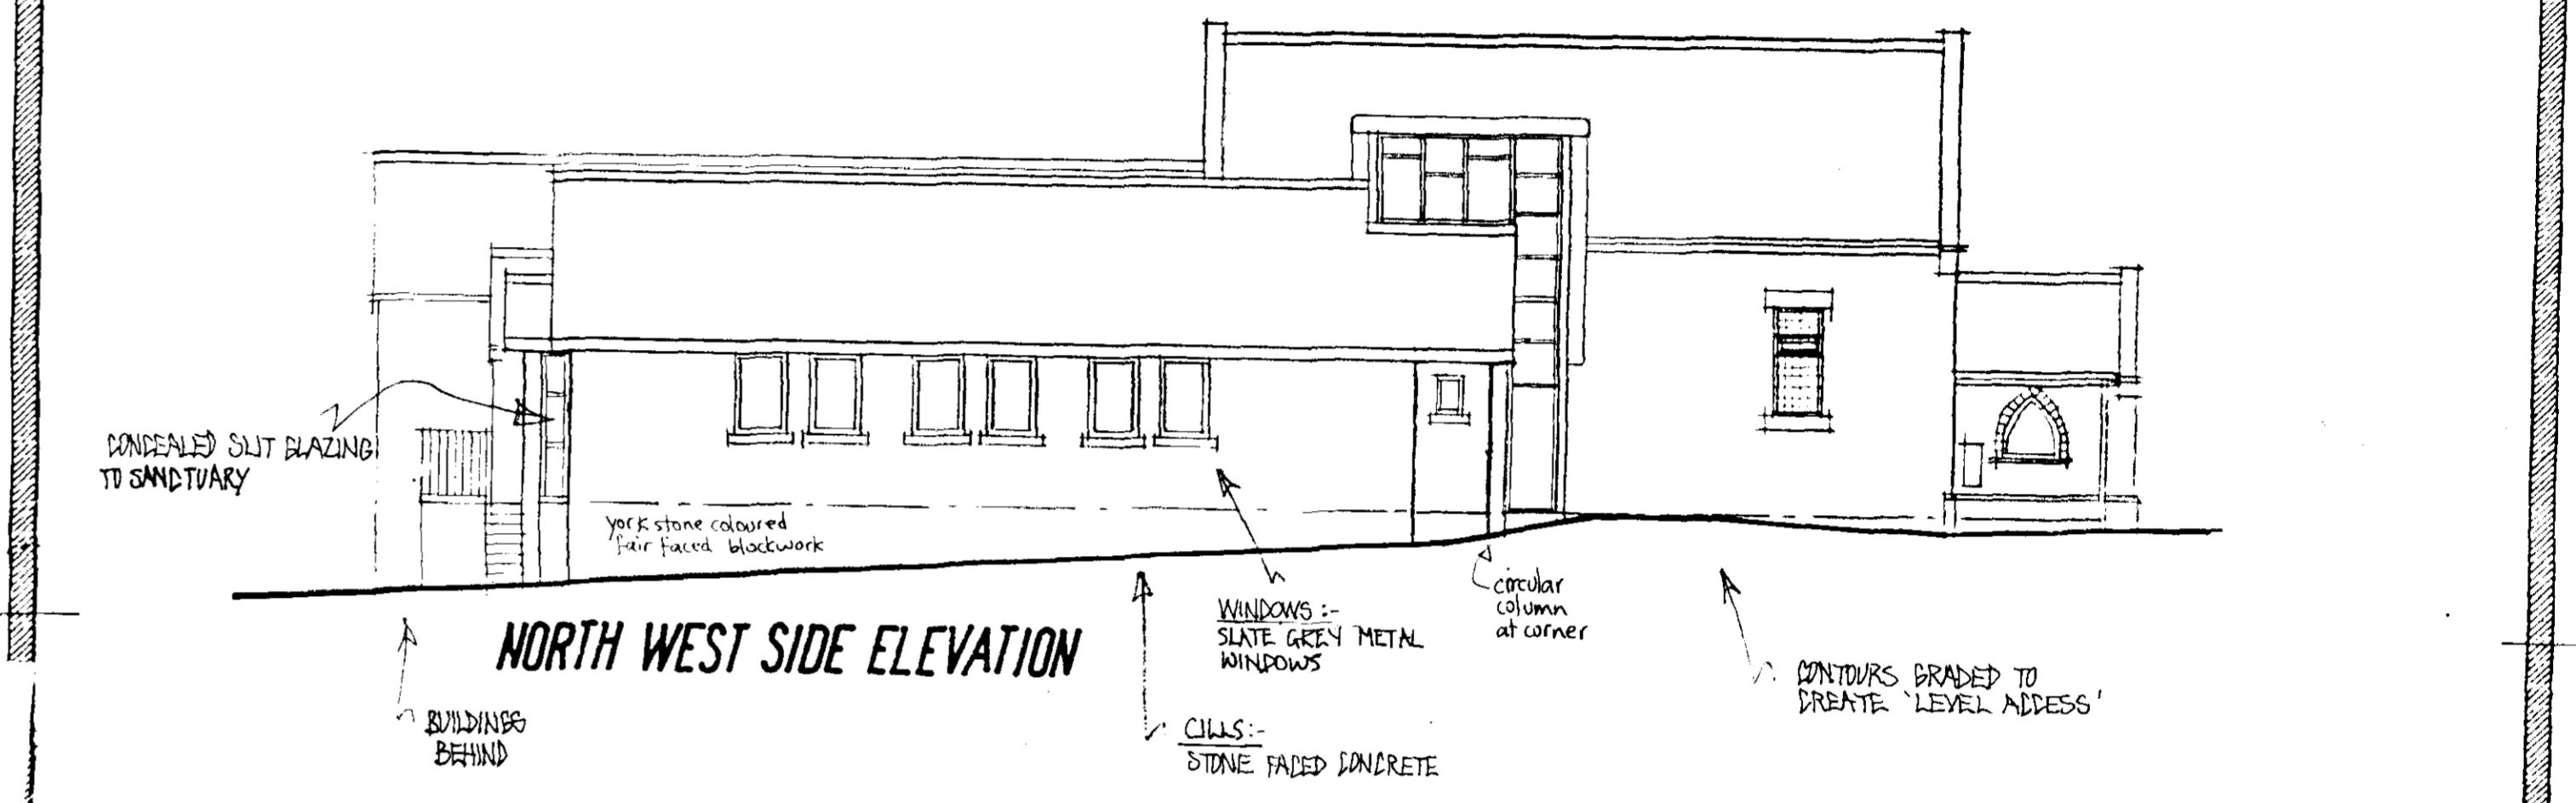 CONCEALED SLIT GLAZING
TO SANCTUARY
york stone coloured
fair faced blockwork
NORTH WEST SIDE ELEVATION
BUILDINGS
BEHIND
WINDOWS :-
SLATE GREY METAL
WINDOWS
CILLS:-
STONE FACED CONCRETE
circular
column
at corner
CONTOURS GRADED TO
CREATE 'LEVEL ACCESS'